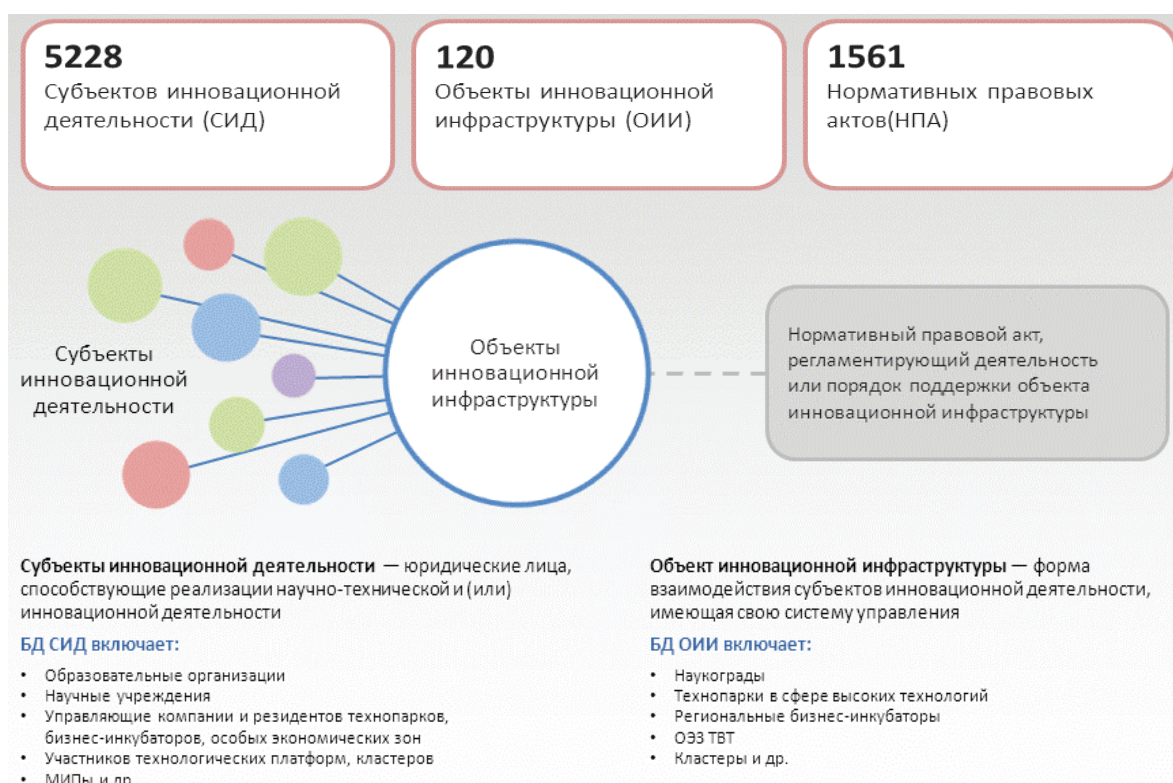 5228
Субъектов инновационной
деятельности (СИД)
120
Объекты инновационной
инфраструктуры (ОИИ)
1561
Нормативных правовых
актов(НПА)
Субъекты
инновационной
деятельности
Объекты
инновационной
инфраструктуры
Нормативный правовой акт,
регламентирующий деятельность
или порядок поддержки объекта
инновационной инфраструктуры
Субъекты инновационной деятельности — юридические лица,
способствующие реализации научно-технической и (или)
инновационной деятельности
БД СИД включает:
• Образовательные организации
• Научные учреждения
• Управляющие компании и резидентов технопарков,
бизнес-инкубаторов, особых экономических зон
• Участников технологических платформ, кластеров
• МИПы и др.
Объект инновационной инфраструктуры — форма
взаимодействия субъектов инновационной деятельности,
имеющая свою систему управления
БД ОИИ включает:
• Наукограды
• Технопарки в сфере высоких технологий
• Региональные бизнес-инкубаторы
• ОЭЗ ТВТ
• Кластеры и др.